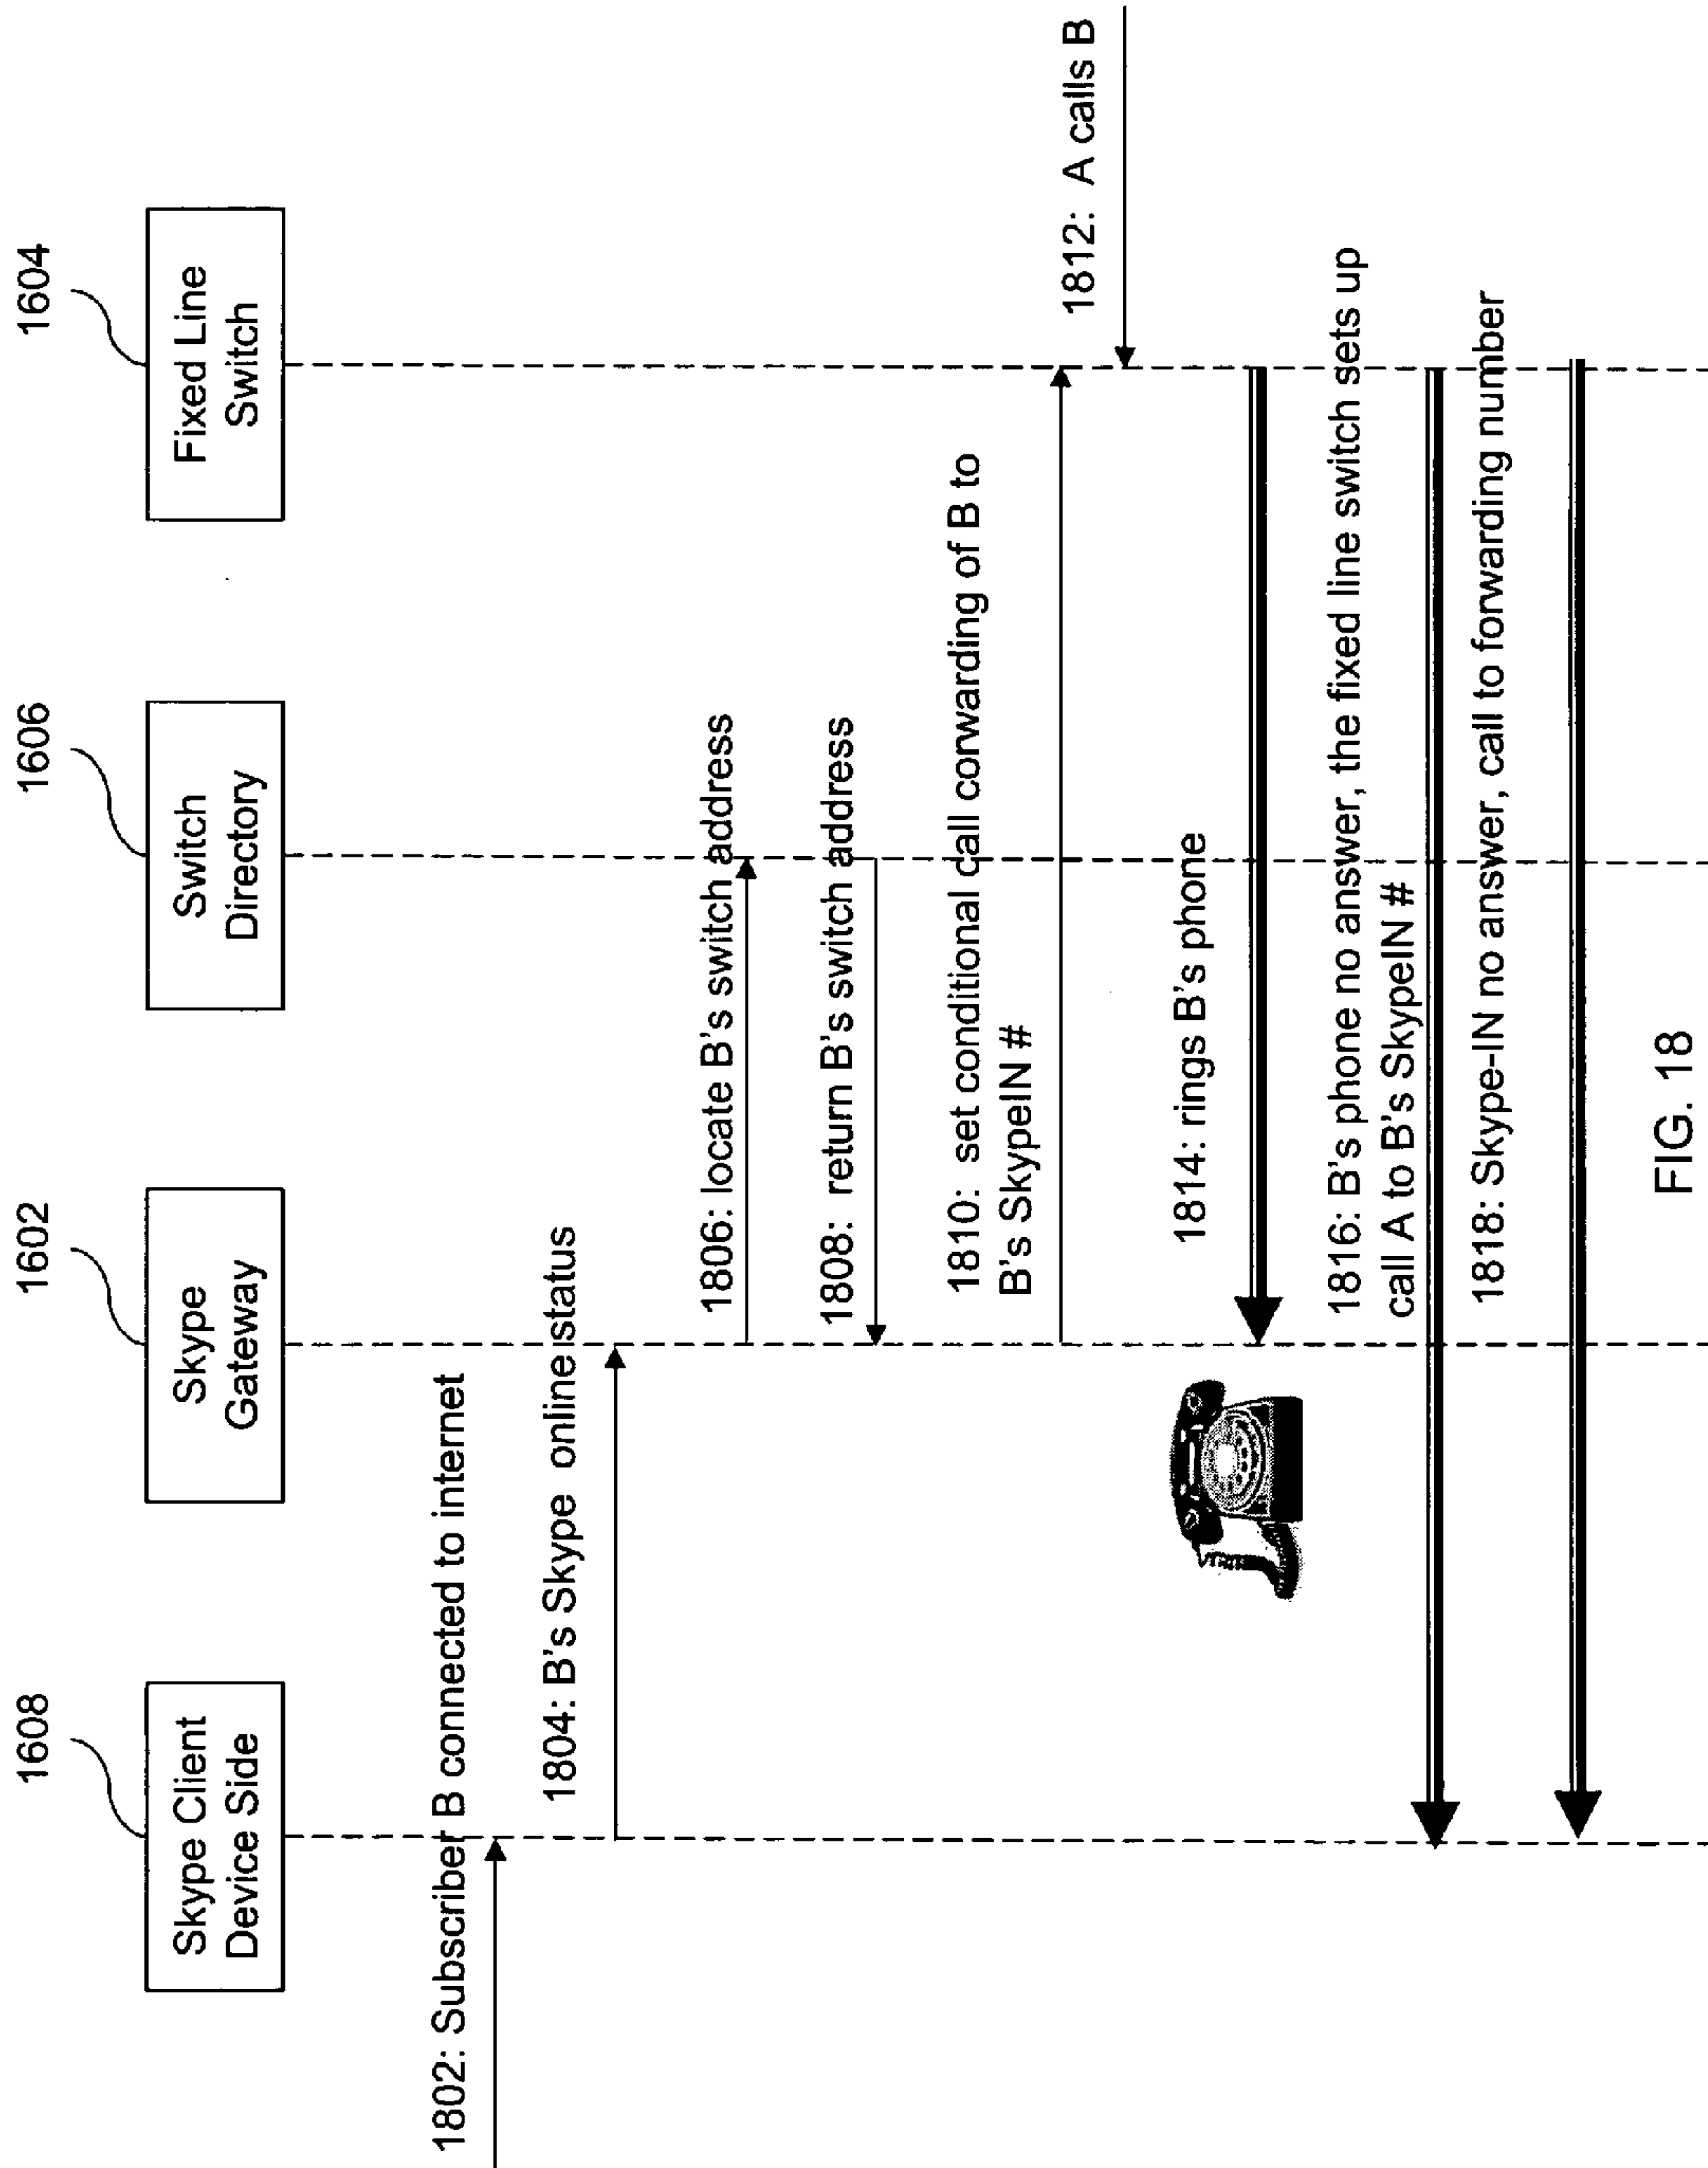 1608
1602
1606
1604
Skype Client
Device Side
Skype
Gateway
Switch
Directory
Fixed Line
Switch
1802: Subscriber B connected to internet
1804: B's Skype online status
1806: locate B's switch address
1808: return B's switch address
1810: set conditional call corwarding of B to
B's SkypeIN #
1812: A calls B
1814: rings B's phone
1816: B's phone no answer, the fixed line switch sets up
call A to B's SkypeIN #
1818: Skype-IN no answer, call to forwarding number
FIG. 18